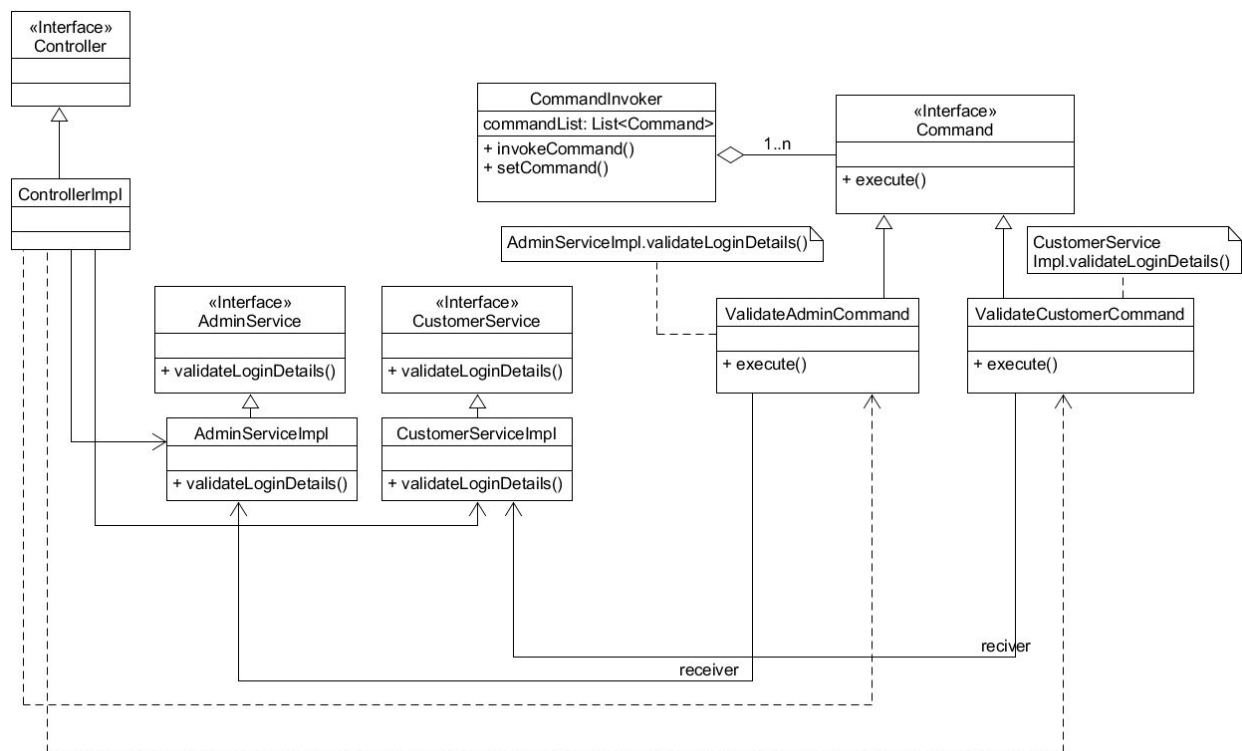 «Interface»
Controller
ControllerImpl
CommandInvoker
commandList: List<Command>
+ invokeCommand()
+ setCommand()
1..n
«Interface»
Command
+ execute()
AdminServiceImpl.validateLoginDetails()
CustomerService
Impl.validateLoginDetails()
«Interface»
AdminService
+ validateLoginDetails()
«Interface»
CustomerService
+ validateLoginDetails()
ValidateAdminCommand
+ execute()
ValidateCustomerCommand
+ execute()
AdminServiceImpl
+ validateLoginDetails()
CustomerServiceImpl
+ validateLoginDetails()
reciver
receiver